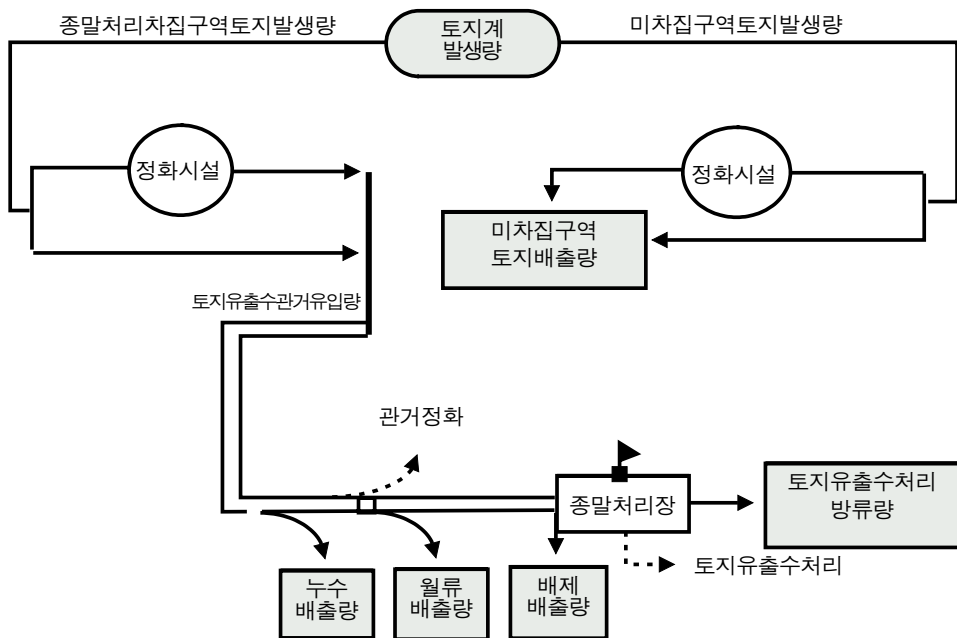 종말처리차집구역토지발생량
토지계
발생량
미차집구역토지발생량
정화시설
정화시설
미차집구역
토지배출량
토지유출수관거유입량
관거정화
종말처리장
토지유출수처리
방류량
토지유출수처리
누수
배출량
월류
배출량
배제
배출량